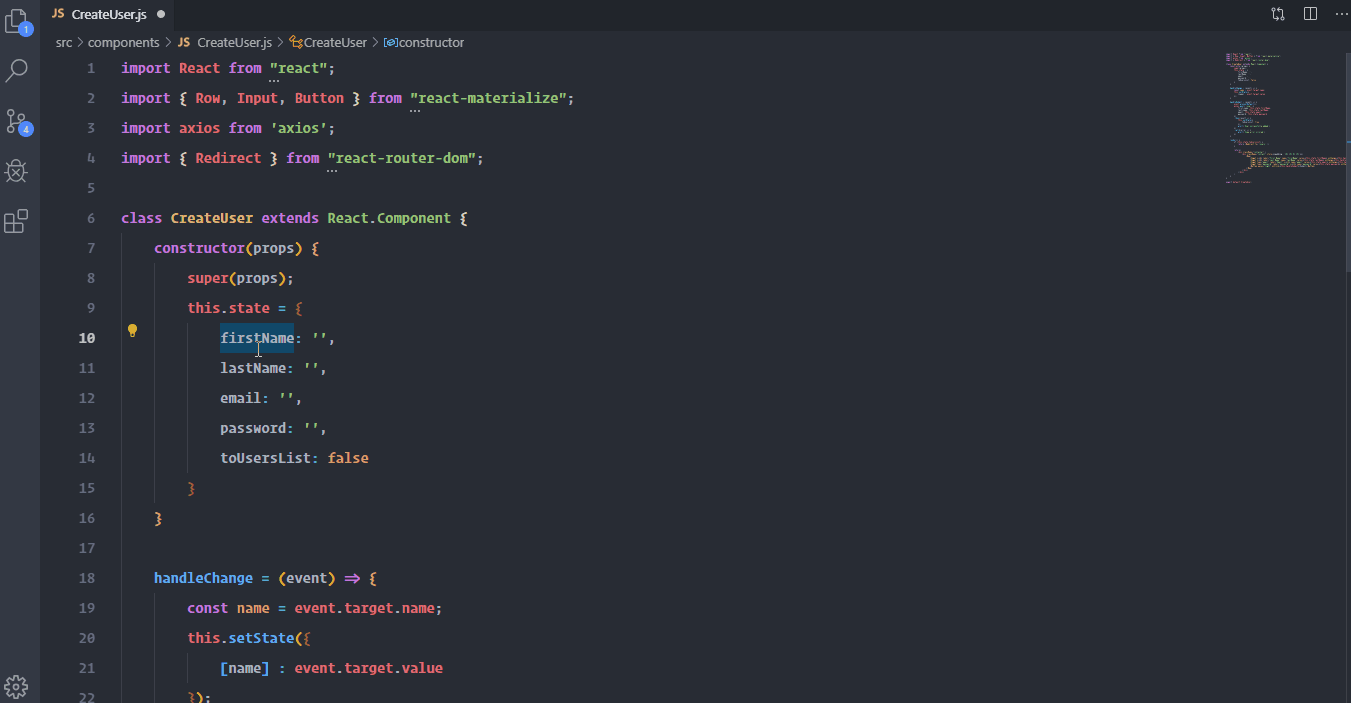 JS CreateUser.js
1
src > components > JS CreateUser.js > CreateUser > constructor
1 import React from "react";
2 import { Row, Input, Button } from "react-materialize";
3 import axios from 'axios';
4 import { Redirect } from "react-router-dom";
5
6 class CreateUser extends React.Component {
7 constructor(props) {
8 super(props);
9 this.state = {
10 firstName: '',
11 lastName: '',
12 email: '',
13 password: '',
14 toUsersList: false
15 }
16 }
17
18 handleChange = (event) => {
19 const name = event.target.name;
20 this.setState({
21 [name] : event.target.value
22 });
4